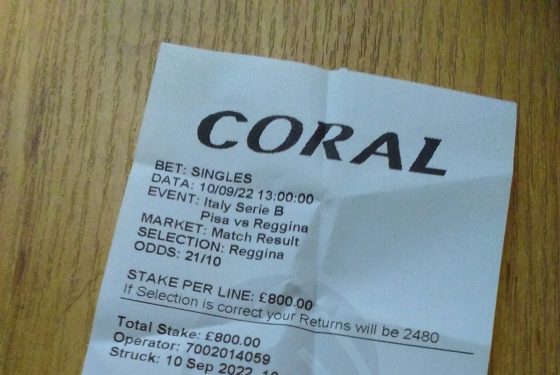 CORAL
BET: SINGLES
DATA: 10/09/22 13:00:00
EVENT: Italy Serie B
Pisa vs Reggina
MARKET: Match Result
SELECTION: Reggina
ODDS: 21/10
STAKE PER LINE: £800.00
If Selection is correct your Returns will be 2480
Total Stake: £800.00
Operator: 7002014059
Struck: 10 Sep 2022,